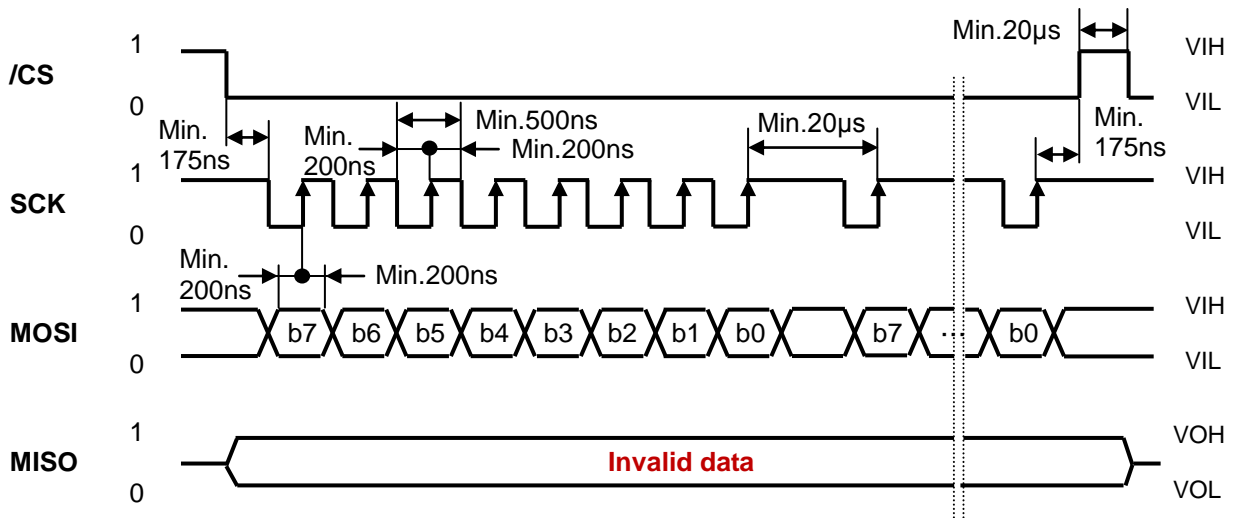 Min.20µs
1
VIH
/CS
0
VIL
Min.
175ns
Min.
200ns
Min.500ns
Min.200ns
Min.20µs
Min.
175ns
1
VIH
SCK
0
VIL
Min.
200ns
Min.200ns
1
VIH
MOSI
b7 b6 b5 b4 b3 b2 b1 b0 b7 ... b0
0
VIL
1
VOH
MISO
Invalid data
0
VOL